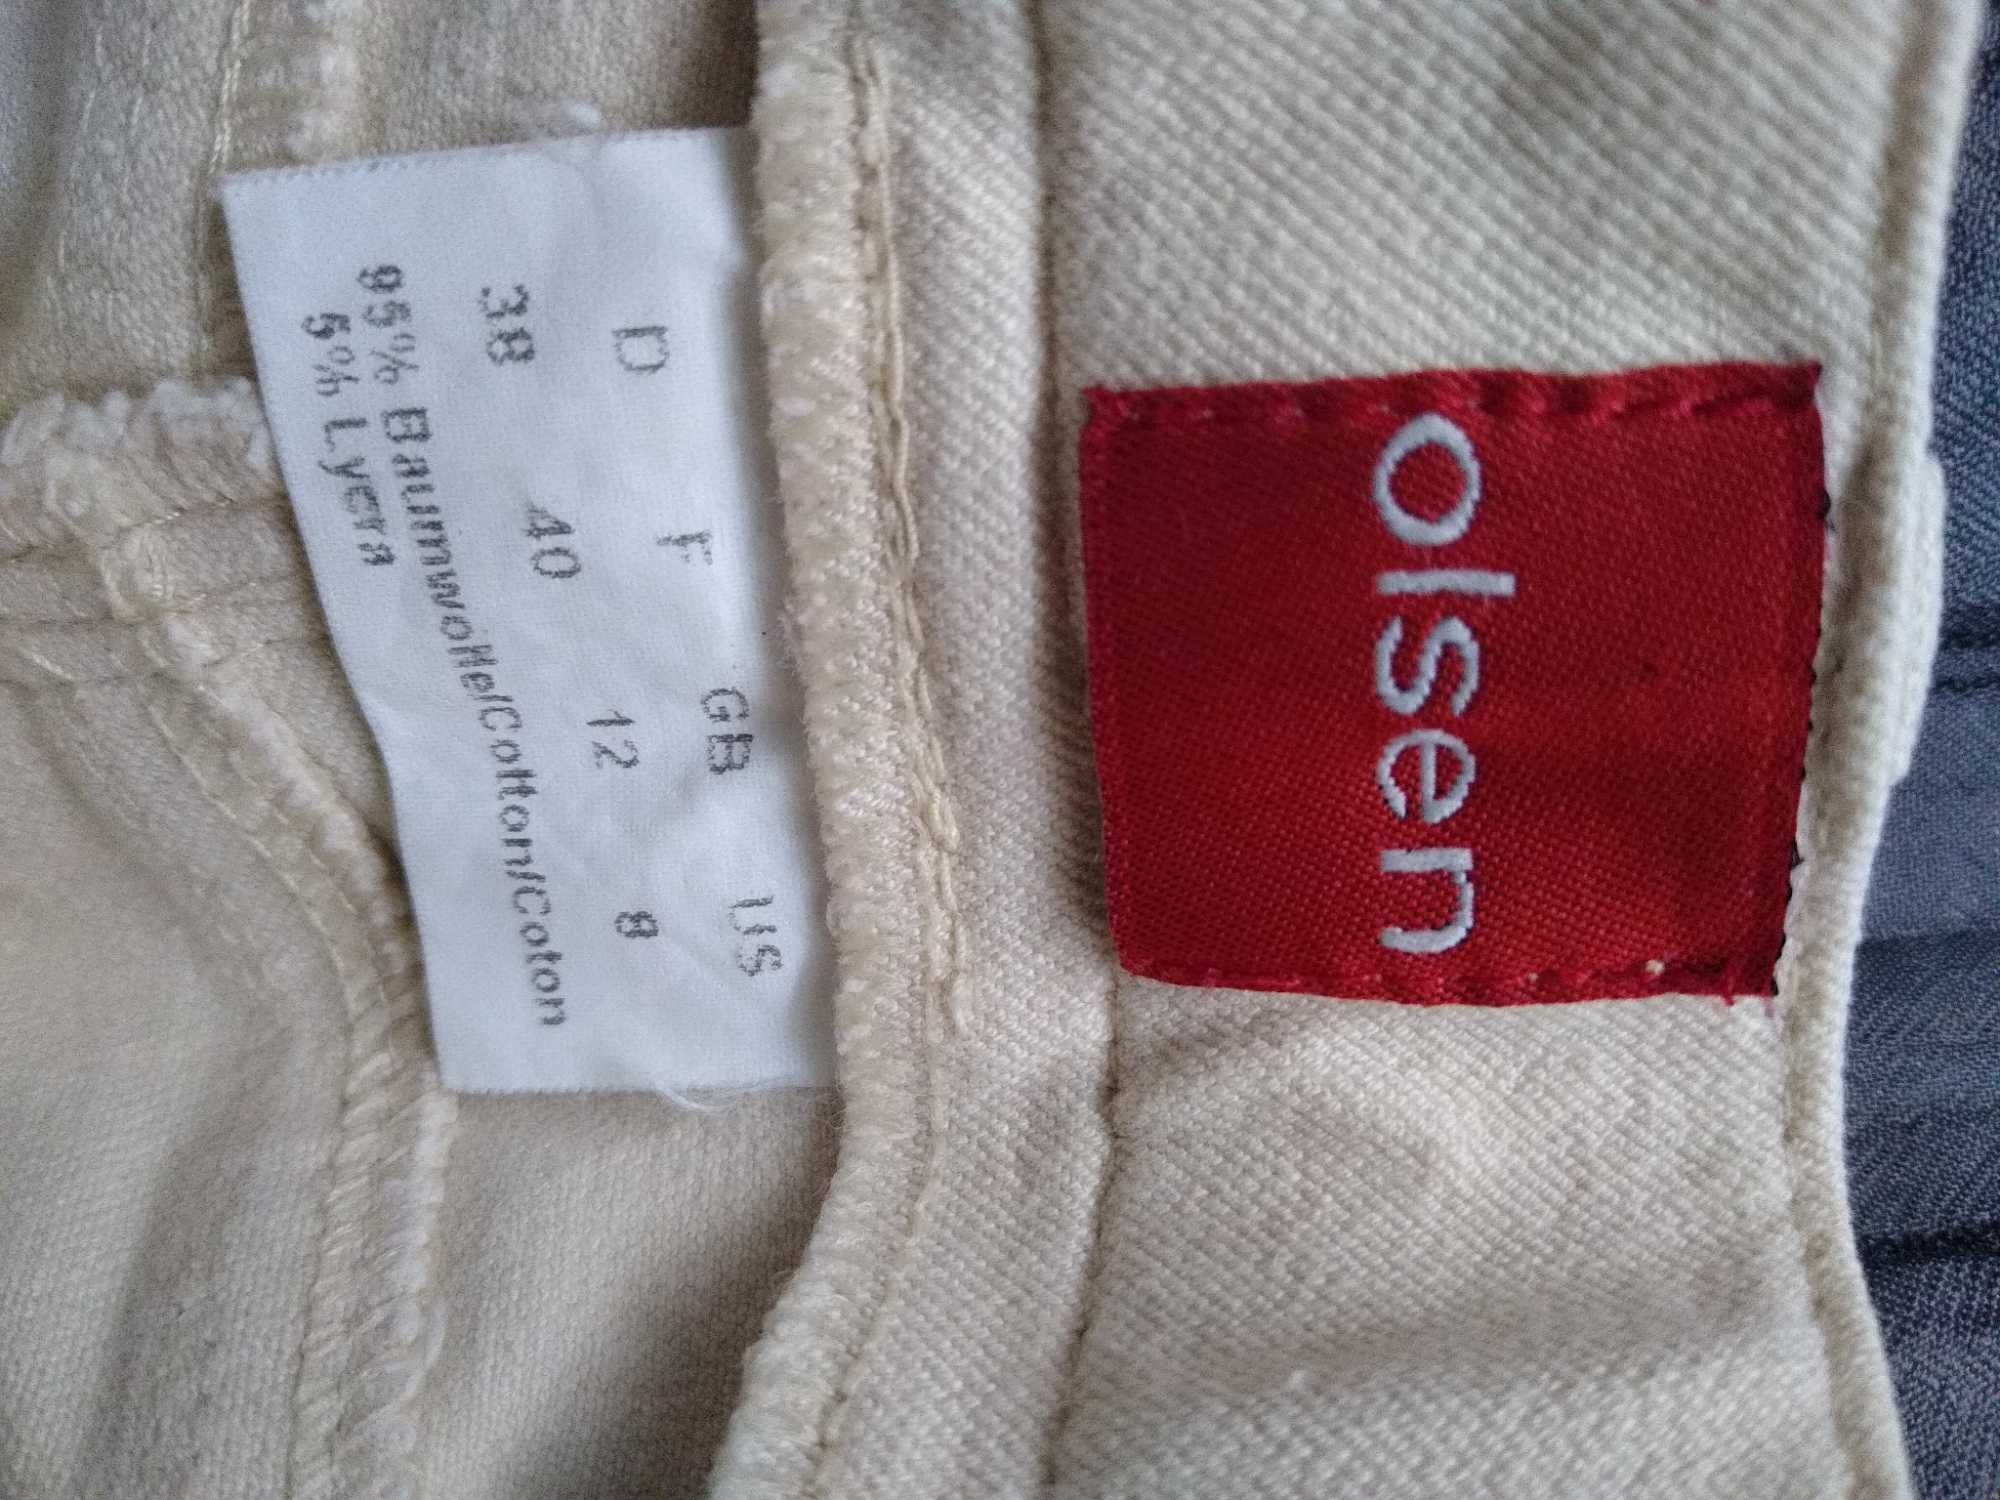 D F GB US
38 40 12 8
95% Baumwolle/Cotton/Coton
5% Lycra
olsen